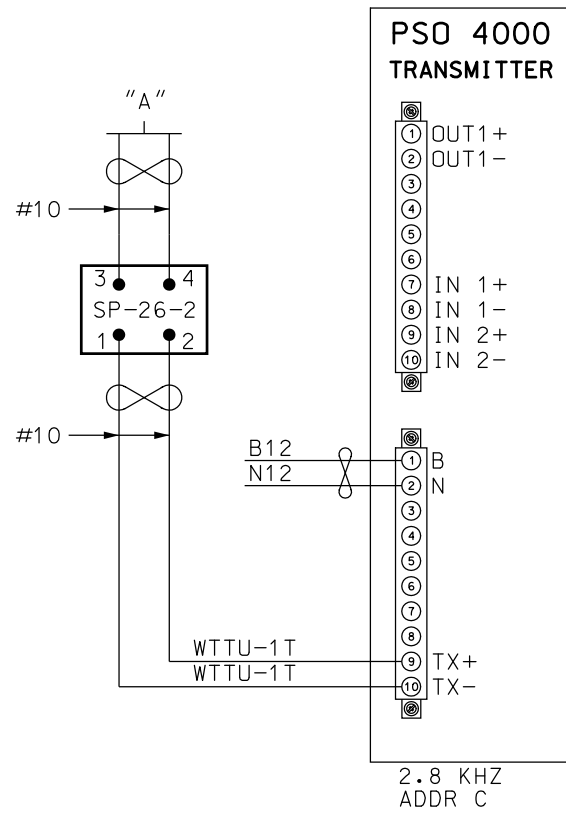 PSO 4000
TRANSMITTER
"A"
1 OUT1+
2 OUT1-
3
4
5
6
7 IN 1+
8 IN 1-
9 IN 2+
10 IN 2-
#10
3 4
SP-26-2
1 2
#10
B12
N12
1 B
2 N
3
4
5
6
7
8
9 TX+
10 TX-
WTTU-1T
WTTU-1T
2.8 KHZ
ADDR C